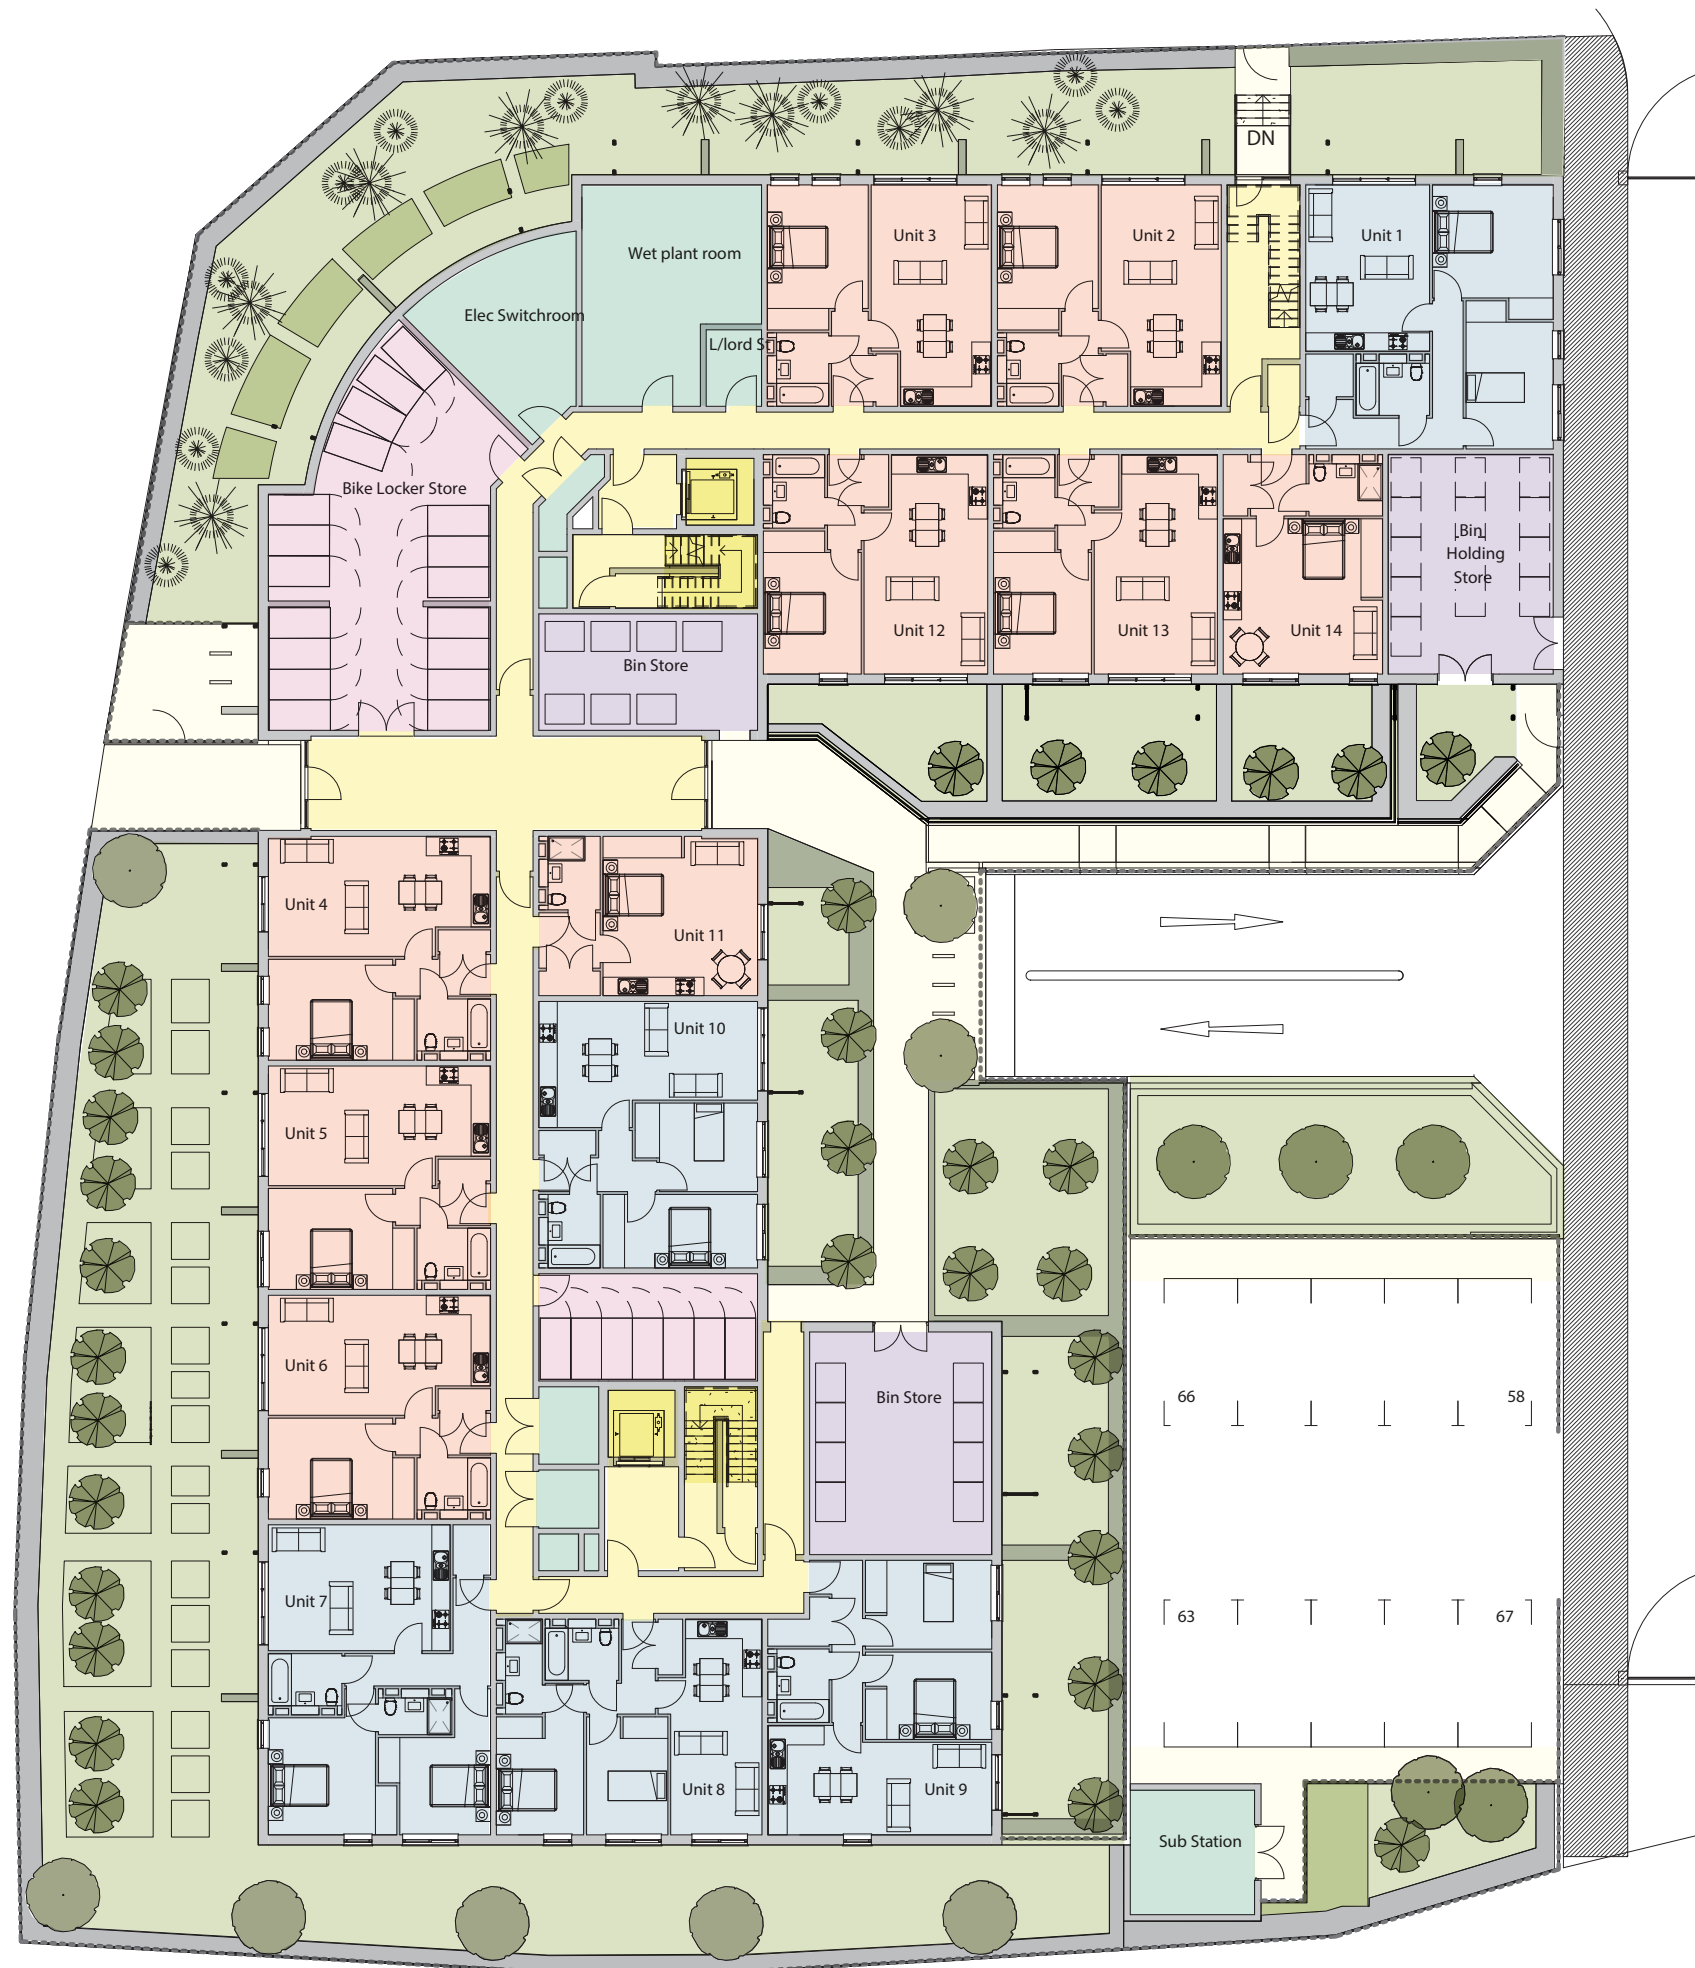 DN
Unit 3
Unit 2
Unit 1
Wet plant room
Elec Switchroom
L/lord St
Bike Locker Store
Bin
Holding
Store
Unit 12
Unit 13
Unit 14
Bin Store
Unit 4
Unit 11
Unit 10
Unit 5
Unit 6
Bin Store
66
58
Unit 7
63
67
Unit 8
Unit 9
Sub Station